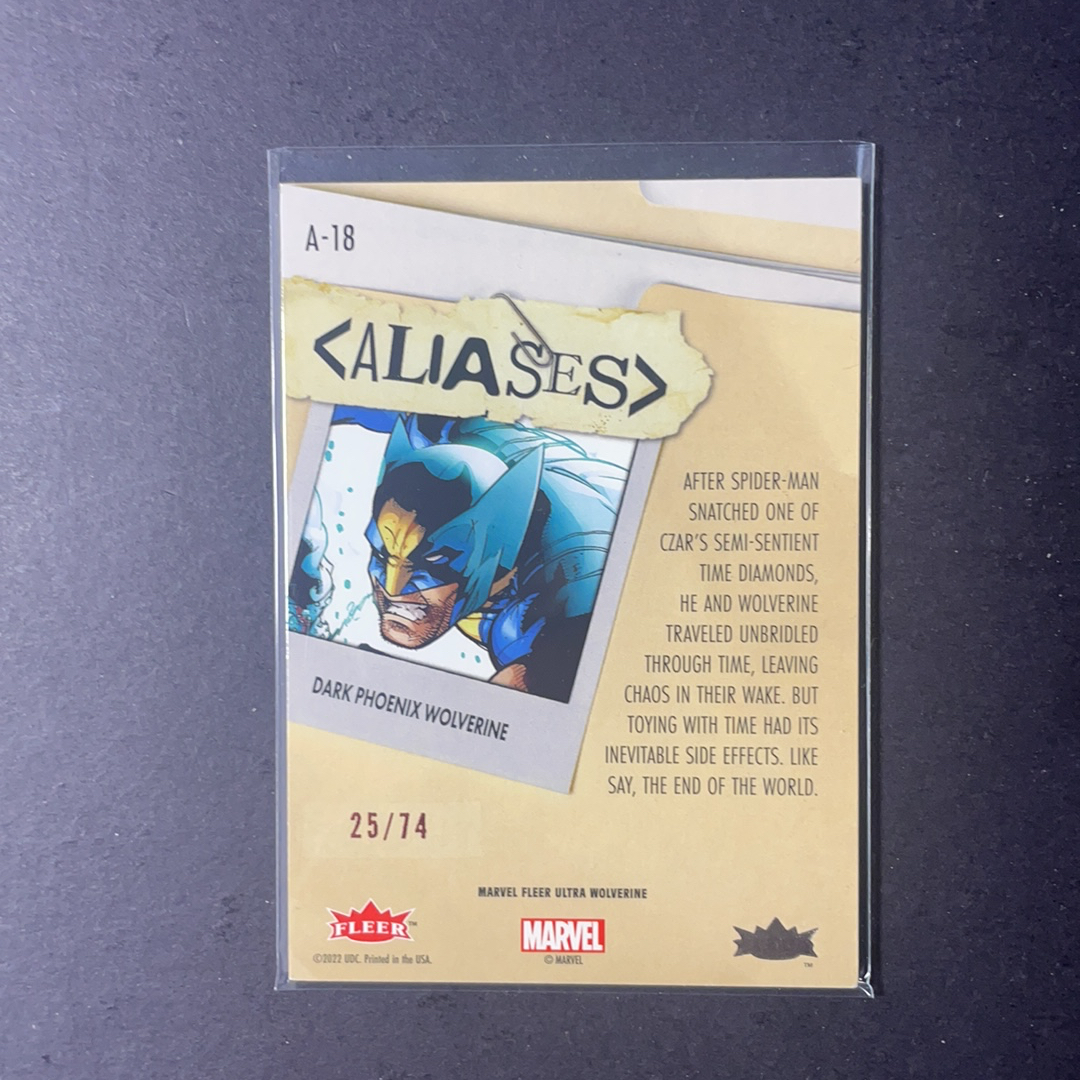 A-18
<ALIASES>
AFTER SPIDER-MAN
SNATCHED ONE OF
CZAR'S SEMI-SENTIENT
TIME DIAMONDS,
HE AND WOLVERINE
TRAVELED UNBRIDLED
THROUGH TIME, LEAVING
CHAOS IN THEIR WAKE. BUT
TOYING WITH TIME HAD ITS
INEVITABLE SIDE EFFECTS. LIKE
SAY, THE END OF THE WORLD.
DARK PHOENIX WOLVERINE
25/74
MARVEL FLEER ULTRA WOLVERINE
FLEER™
©2022 UDC. Printed in the USA.
MARVEL
© MARVEL
FLEER
™